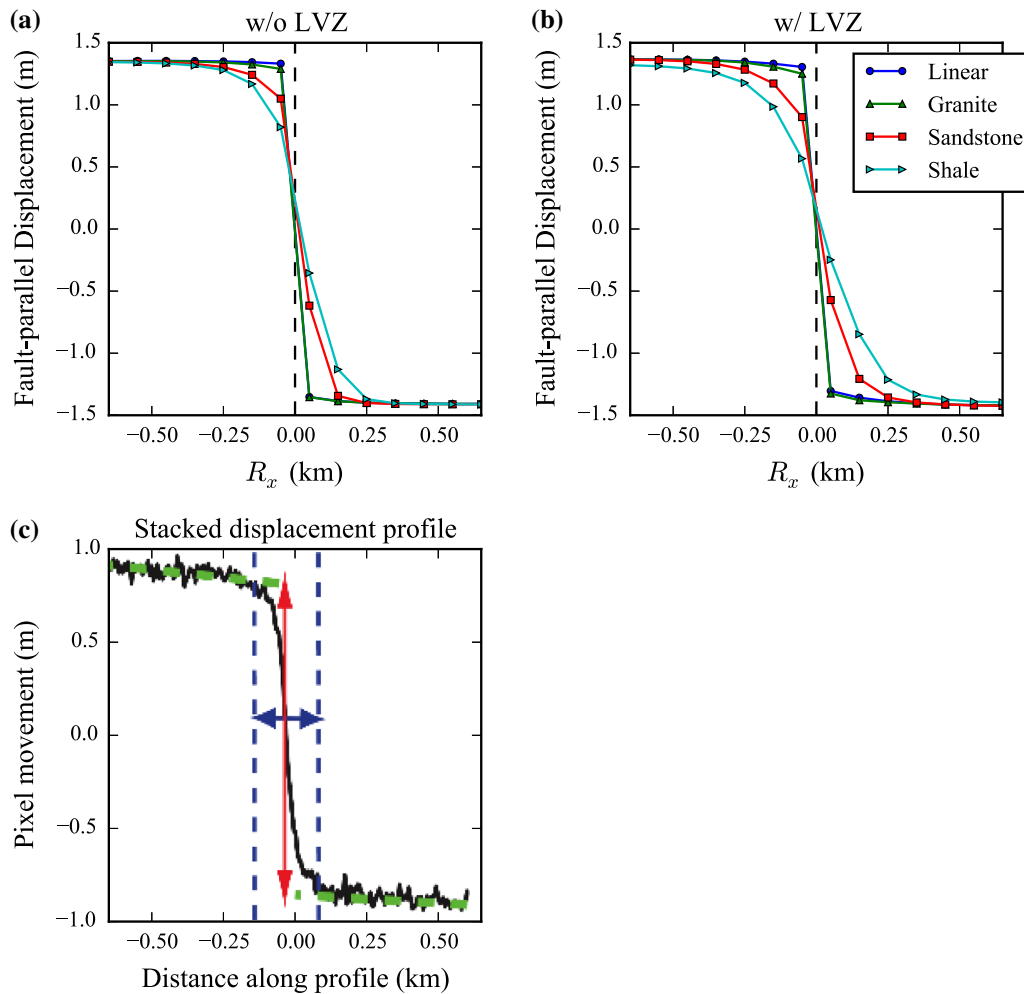 (a)
w/o LVZ
Fault-parallel Displacement (m)
1.5
1.0
0.5
0.0
−0.5
−1.0
−1.5
−0.50 −0.25 0.00 0.25 0.50
R_x (km)
(b)
w/ LVZ
Fault-parallel Displacement (m)
1.5
1.0
0.5
0.0
−0.5
−1.0
−1.5
−0.50 −0.25 0.00 0.25 0.50
R_x (km)
Linear
Granite
Sandstone
Shale
(c)
Stacked displacement profile
Pixel movement (m)
1.0
0.5
0.0
−0.5
−1.0
−0.50 −0.25 0.00 0.25 0.50
Distance along profile (km)